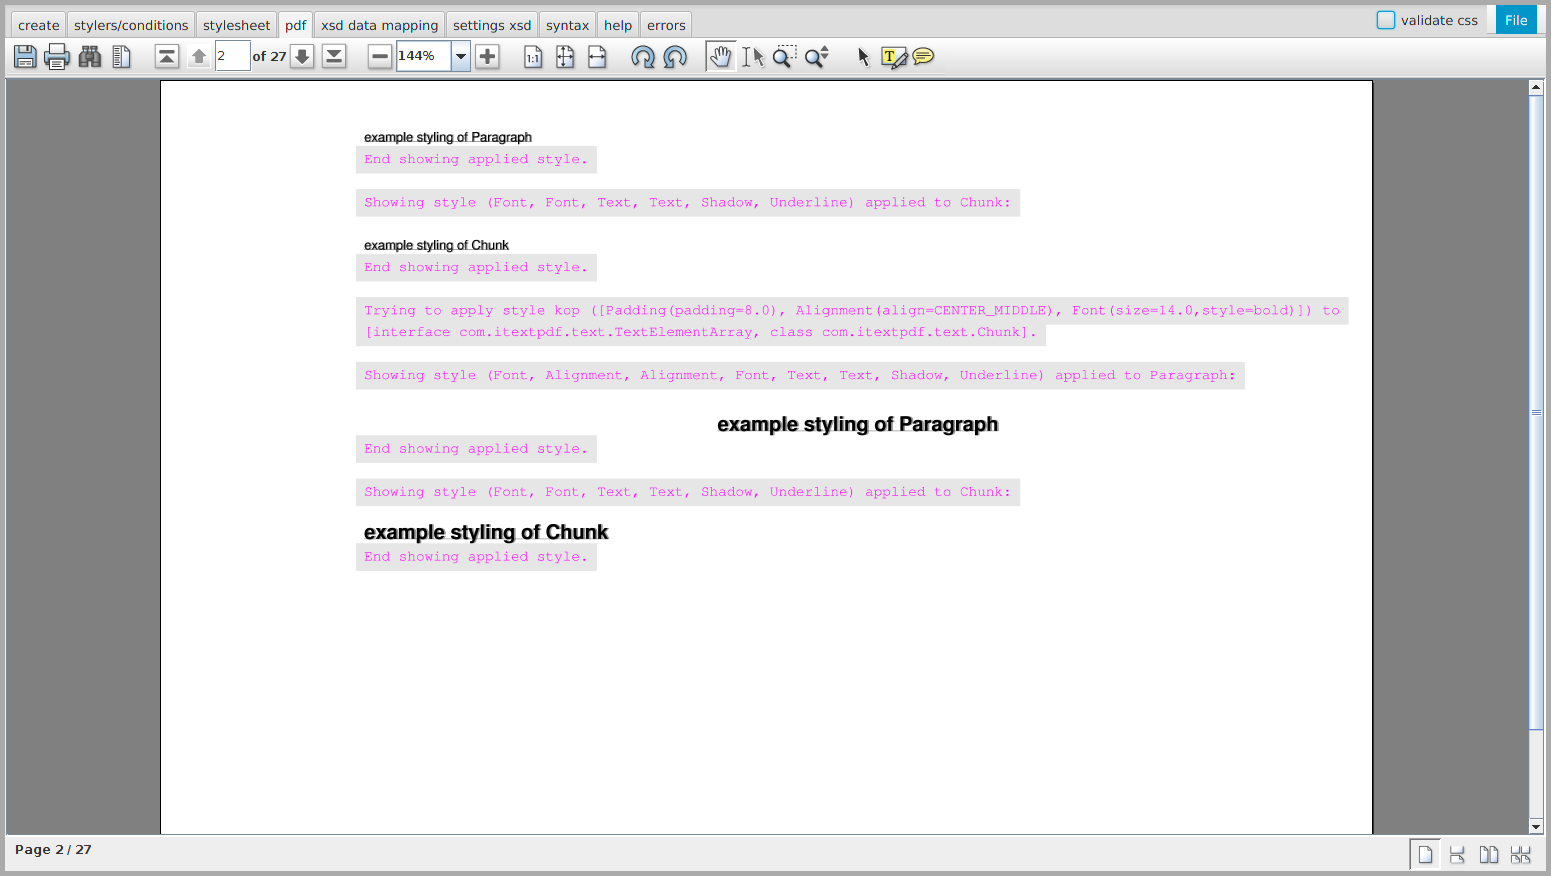 create stylers/conditions stylesheet pdf xsd data mapping settings xsd syntax help errors validate css File
2 of 27 144% 1:1 T
example styling of Paragraph
End showing applied style.
Showing style (Font, Font, Text, Text, Shadow, Underline) applied to Chunk:
example styling of Chunk
End showing applied style.
Trying to apply style kop ([Padding(padding=8.0), Alignment(align=CENTER_MIDDLE), Font(size=14.0,style=bold)]) to
[interface com.itextpdf.text.TextElementArray, class com.itextpdf.text.Chunk].
Showing style (Font, Alignment, Alignment, Font, Text, Text, Shadow, Underline) applied to Paragraph:
example styling of Paragraph
End showing applied style.
Showing style (Font, Font, Text, Text, Shadow, Underline) applied to Chunk:
example styling of Chunk
End showing applied style.
Page 2 / 27